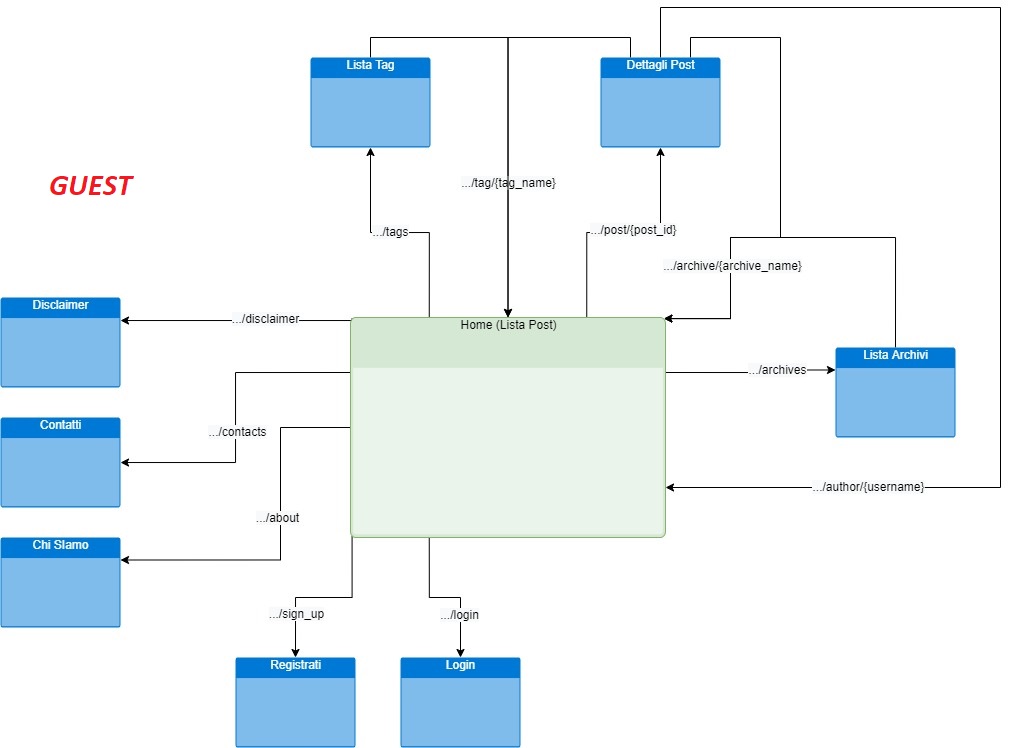 Lista Tag
Dettagli Post
GUEST
.../tag/{tag_name}
.../tags
.../post/{post_id}
.../archive/{archive_name}
Disclaimer
.../disclaimer
Home (Lista Post)
Lista Archivi
.../archives
Contatti
.../contacts
.../author/{username}
.../about
Chi SIamo
.../sign_up
.../login
Registrati
Login